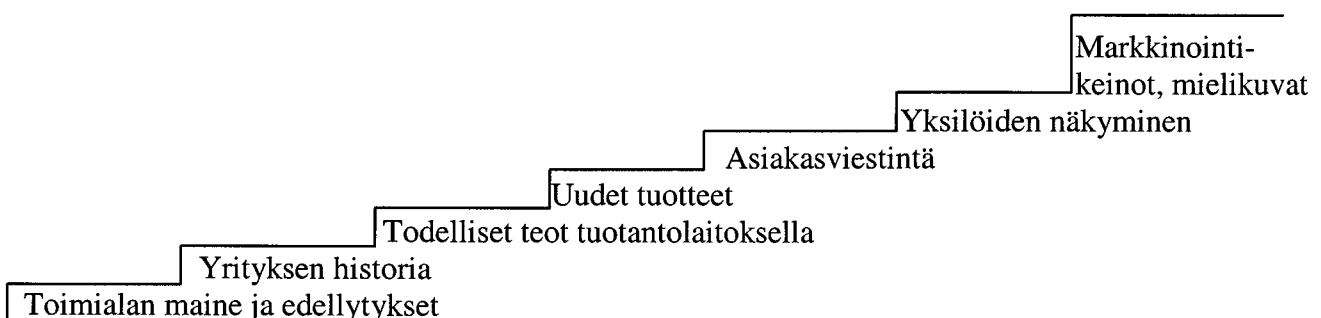 Markkinointi-
keinot, mielikuvat
Yksilöiden näkyminen
Asiakasviestintä
Uudet tuotteet
Todelliset teot tuotantolaitoksella
Yrityksen historia
Toimialan maine ja edellytykset